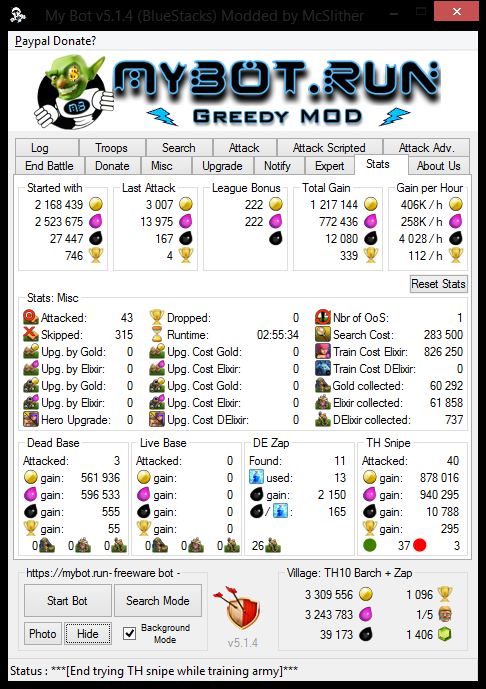 My Bot v5.1.4 (BlueStacks) Modded by McSlither
Paypal Donate?
MB
MYBOT.RUN
GREEDY MOD
Log Troops Search Attack Attack Scripted Attack Adv.
End Battle Donate Misc Upgrade Notify Expert Stats About Us
Started with Last Attack League Bonus Total Gain Gain per Hour
2 168 439 3 007 222 1 217 144 406K / h
2 523 675 13 975 222 772 436 258K / h
27 447 167 12 080 4 028 / h
746 4 339 112 / h
Reset Stats
Stats: Misc
Attacked: 43 Dropped: 0 Nbr of OoS: 1
Skipped: 315 Runtime: 02:55:34 Search Cost: 283 500
Upg. by Gold: 0 Upg. Cost Gold: 0 Train Cost Elixir: 826 250
Upg. by Elixir: 0 Upg. Cost Elixir: 0 Train Cost DElixir: 0
Upg. by Gold: 0 Upg. Cost Gold: 0 Gold collected: 60 292
Upg. by Elixir: 0 Upg. Cost Elixir: 0 Elixir collected: 61 858
Hero Upgrade: 0 Upg. Cost DElixir: 0 DElixir collected: 737
Dead Base Live Base DE Zap TH Snipe
Attacked: 3 Attacked: 0 Found: 11 Attacked: 40
gain: 561 936 gain: 0 used: 13 gain: 878 016
gain: 596 533 gain: 0 gain: 2 150 gain: 940 295
gain: 555 gain: 0 / : 165 gain: 10 788
gain: 55 gain: 0 gain: 295
0 0 0 0 0 0 26 37 3
https://mybot.run- freeware bot -
Start Bot Search Mode
Photo Hide Background Mode
v5.1.4
Village: TH10 Barch + Zap
3 309 556 1 096
3 243 783 1/5
39 173 1 406
Status : ***[End trying TH snipe while training army]***